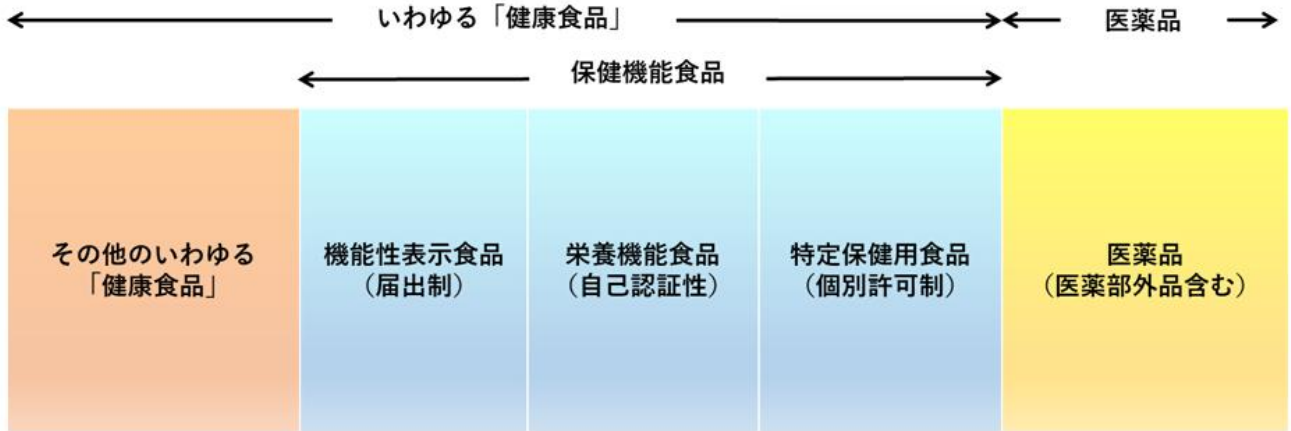 いわゆる「健康食品」
医薬品
保健機能食品
その他のいわゆる
「健康食品」
機能性表示食品
（届出制）
栄養機能食品
（自己認証性）
特定保健用食品
（個別許可制）
医薬品
（医薬部外品含む）